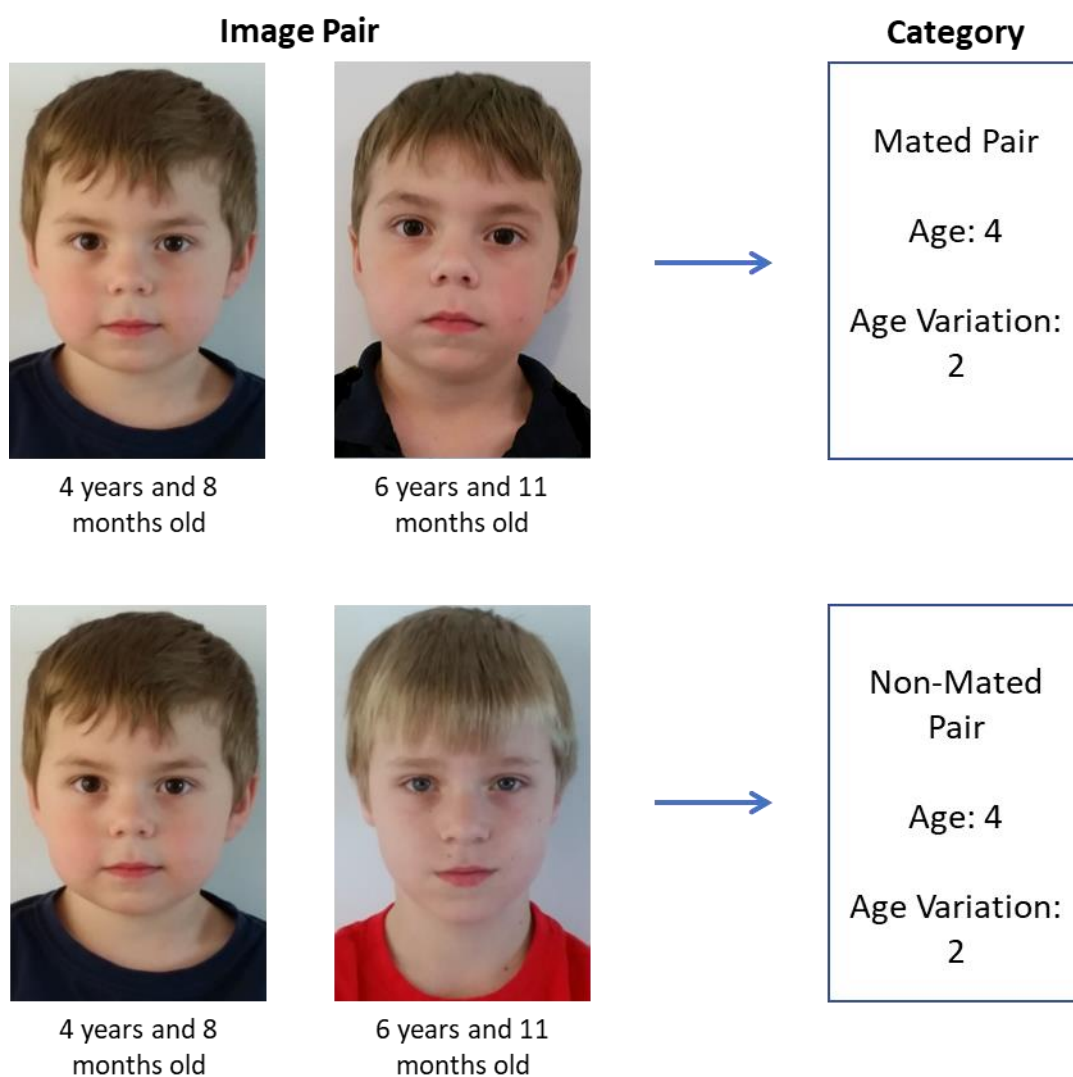 Image Pair
Category
Mated Pair
Age: 4
Age Variation:
2
4 years and 8
months old
6 years and 11
months old
Non-Mated
Pair
Age: 4
Age Variation:
2
4 years and 8
months old
6 years and 11
months old